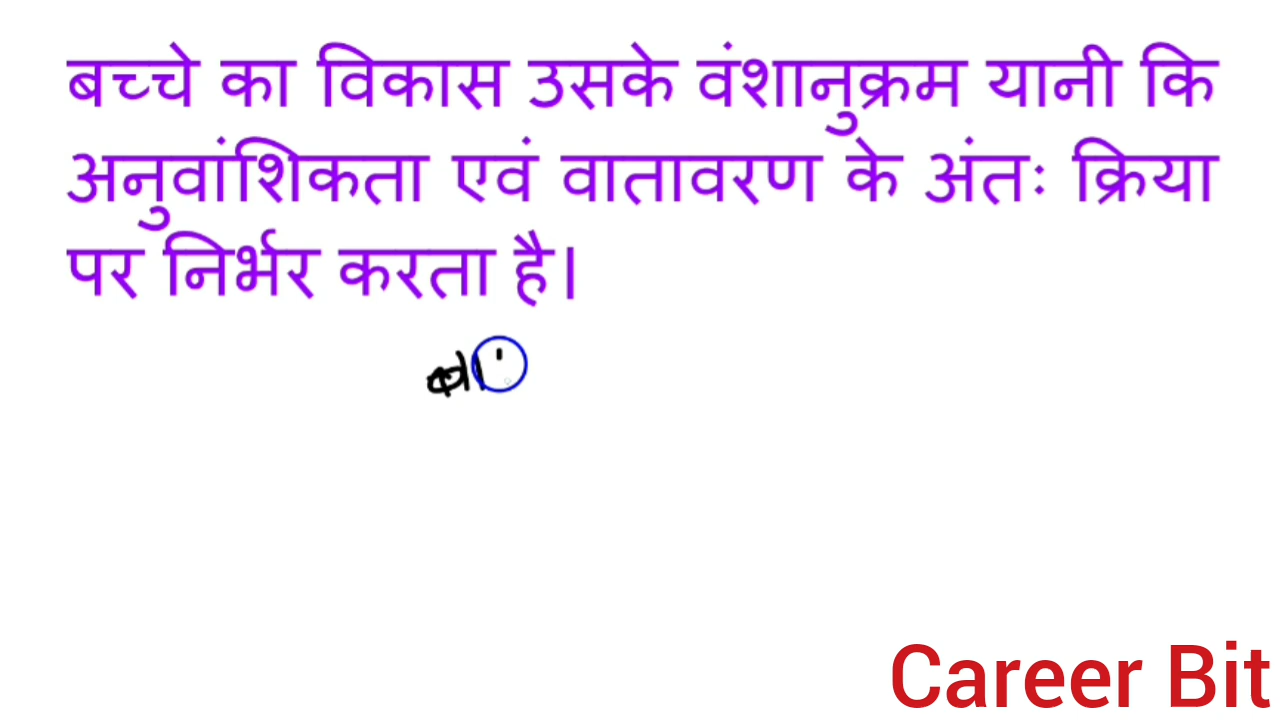 बच्चे का विकास उसके वंशानुक्रम यानी कि
अनुवांशिकता एवं वातावरण के अंतः क्रिया
पर निर्भर करता है।
Career Bit